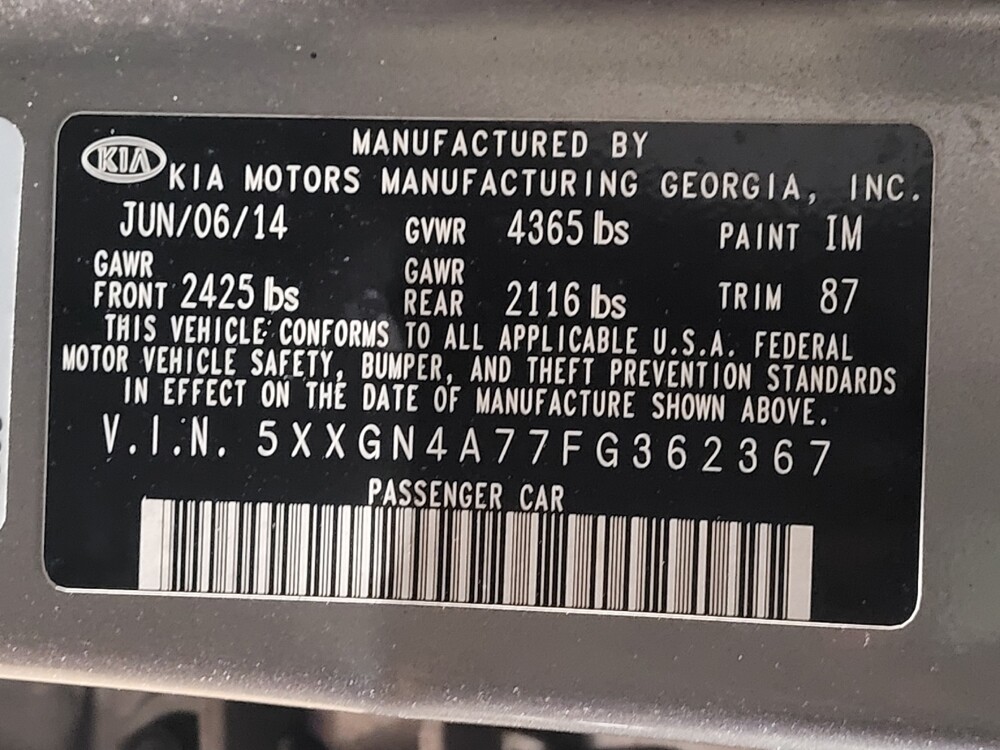 MANUFACTURED BY
KIA KIA MOTORS MANUFACTURING GEORGIA, INC.
JUN/06/14 GVWR 4365 lbs PAINT IM
GAWR FRONT 2425 lbs GAWR REAR 2116 lbs TRIM 87
THIS VEHICLE CONFORMS TO ALL APPLICABLE U.S.A. FEDERAL
MOTOR VEHICLE SAFETY, BUMPER, AND THEFT PREVENTION STANDARDS
IN EFFECT ON THE DATE OF MANUFACTURE SHOWN ABOVE.
V.I.N. 5XXGN4A77FG362367
PASSENGER CAR